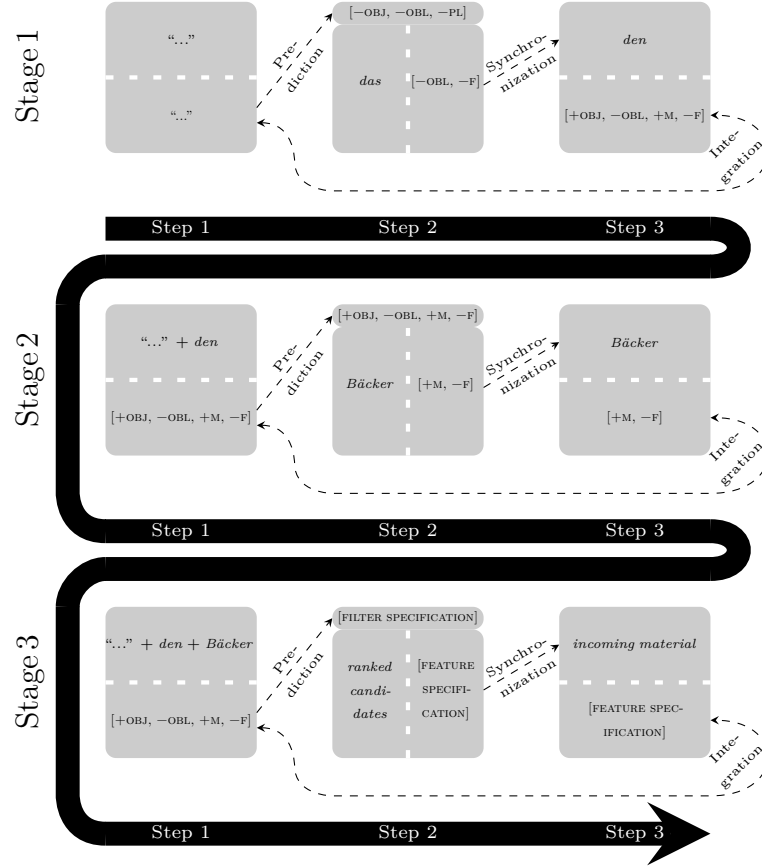 Stage 1
“...”
“...”
Pre-
diction
[−OBJ, −OBL, −PL]
das
[−OBL, −F]
Synchro-
nization
den
[+OBJ, −OBL, +M, −F]
Inte-
gration
Step 1
Step 2
Step 3
Stage 2
“...” + den
[+OBJ, −OBL, +M, −F]
Pre-
diction
[+OBJ, −OBL, +M, −F]
Bäcker
[+M, −F]
Synchro-
nization
Bäcker
[+M, −F]
Inte-
gration
Step 1
Step 2
Step 3
Stage 3
“...” + den + Bäcker
[+OBJ, −OBL, +M, −F]
Pre-
diction
[FILTER SPECIFICATION]
ranked
candi-
dates
[FEATURE
SPECIFI-
CATION]
Synchro-
nization
incoming material
[FEATURE SPEC-
IFICATION]
Inte-
gration
Step 1
Step 2
Step 3